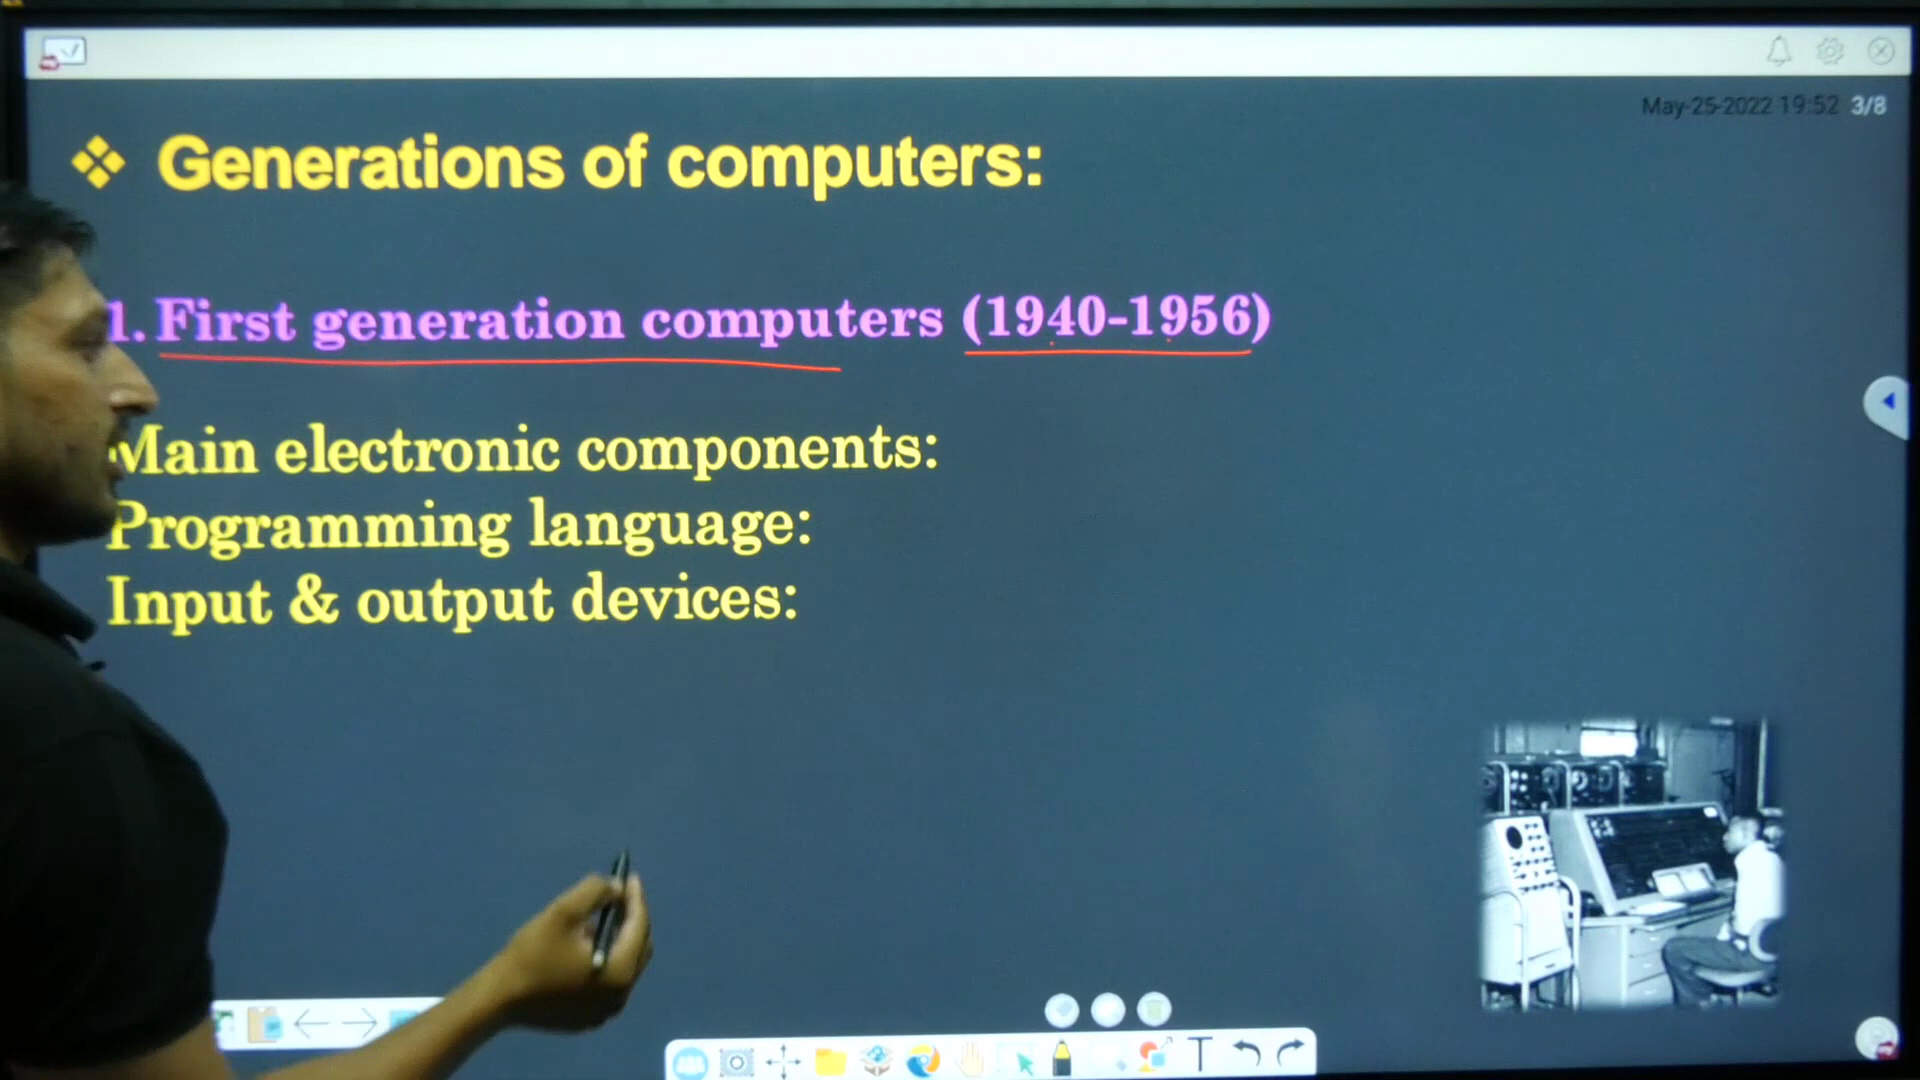 May-25-2022 19:52 3/8
❖ Generations of computers:
1. First generation computers (1940-1956)
Main electronic components:
Programming language:
Input & output devices:
T